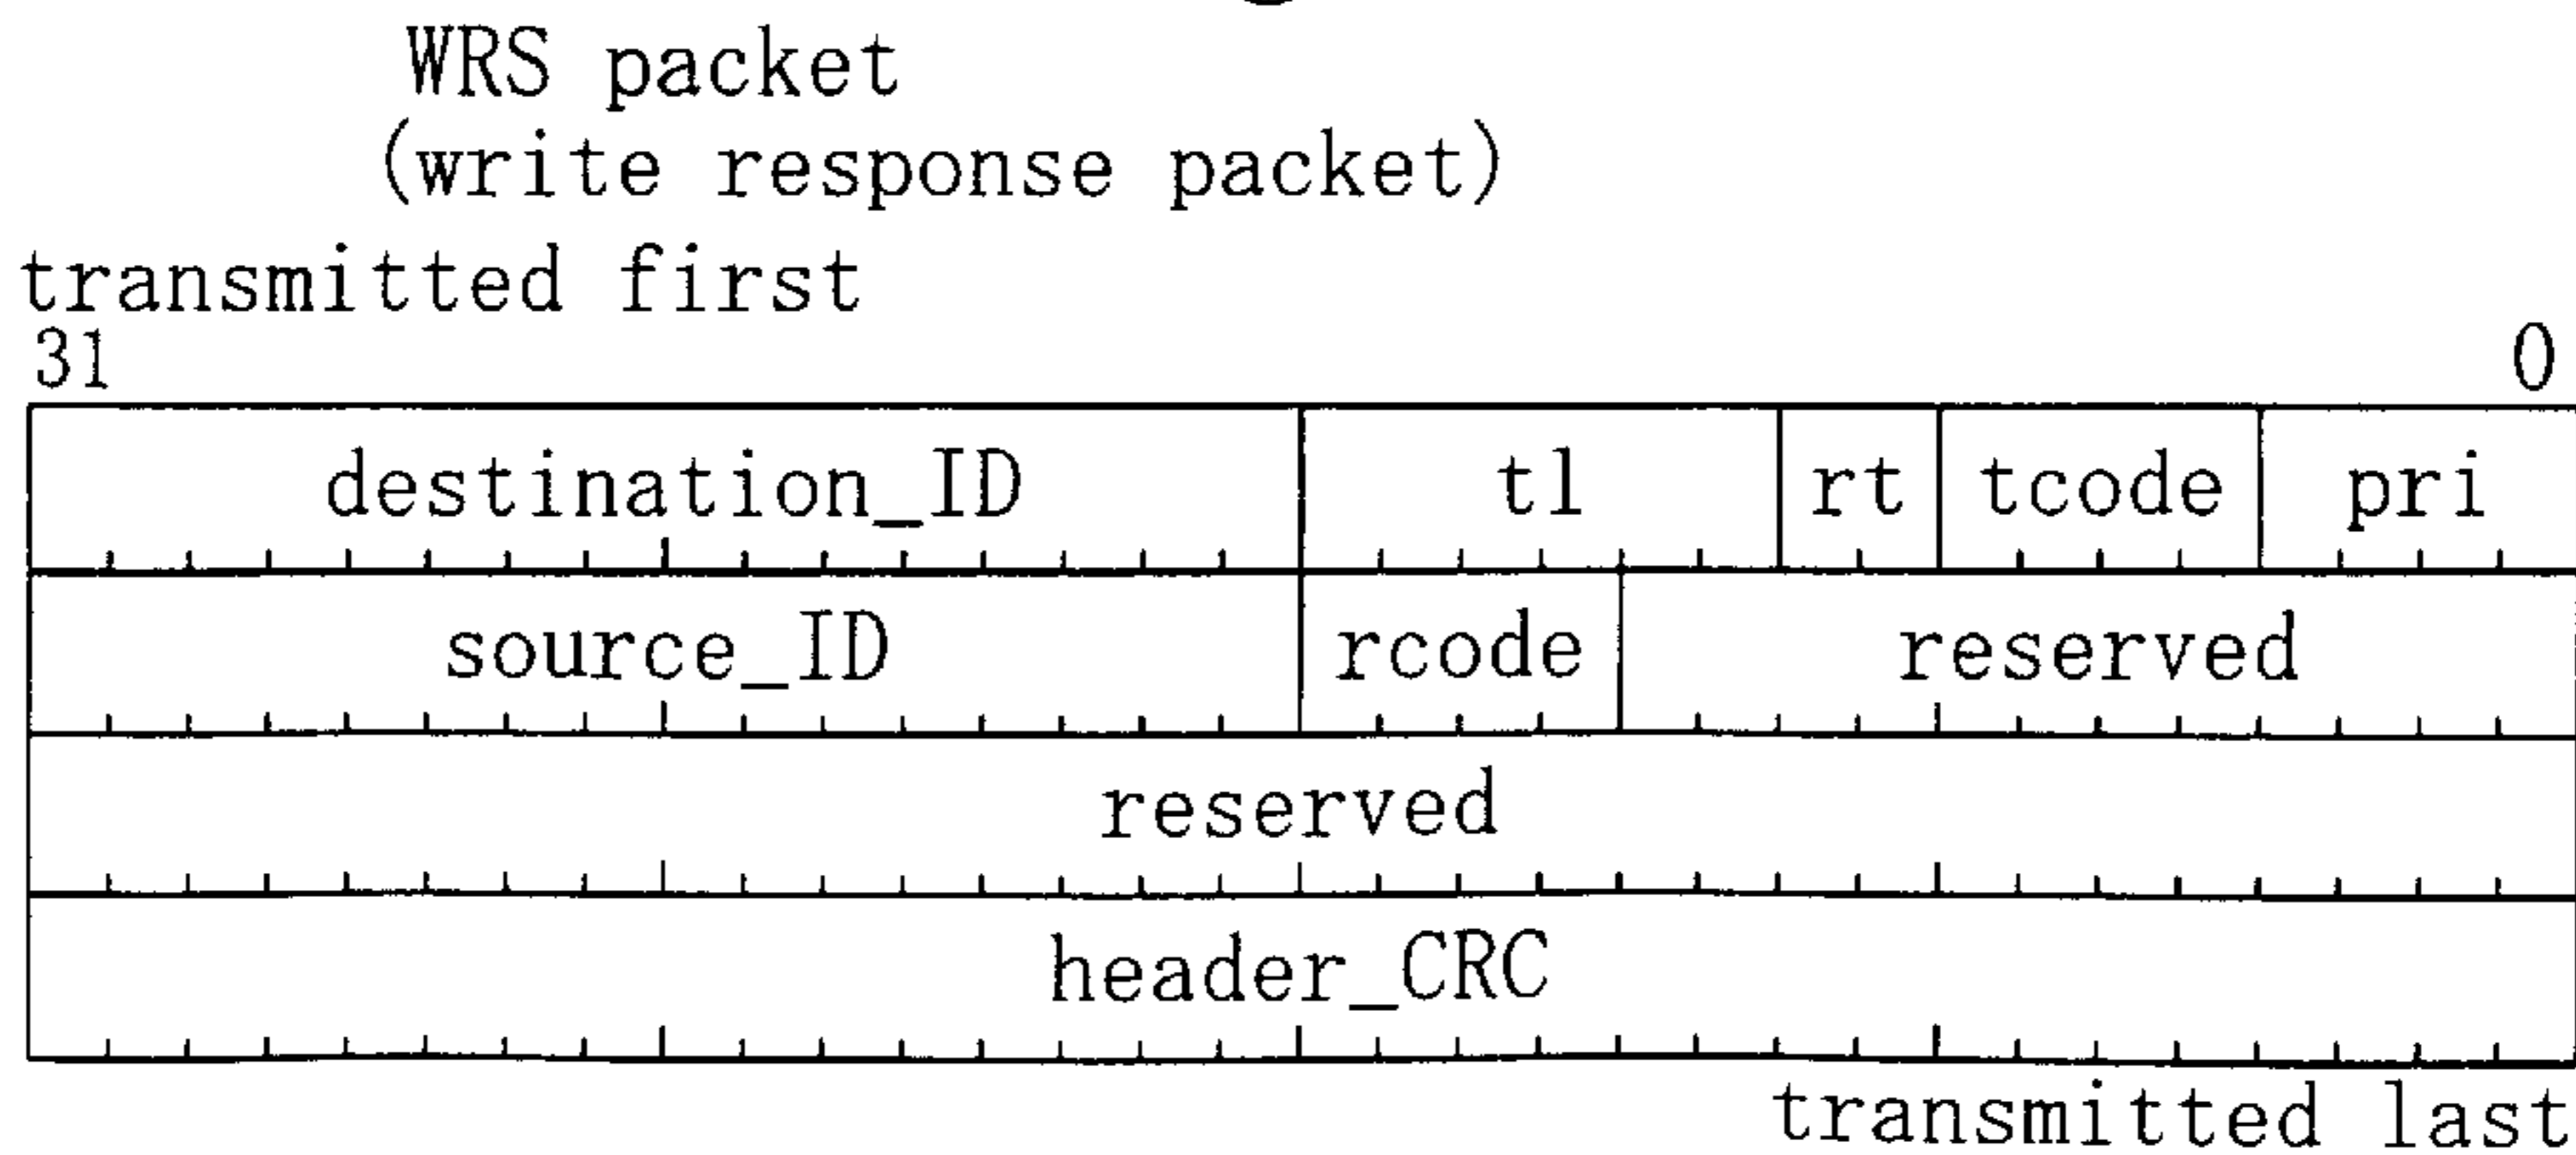 WRS packet
(write response packet)
transmitted first
31 0
destination_ID tl rt tcode pri
source_ID rcode reserved
reserved
header_CRC
transmitted last